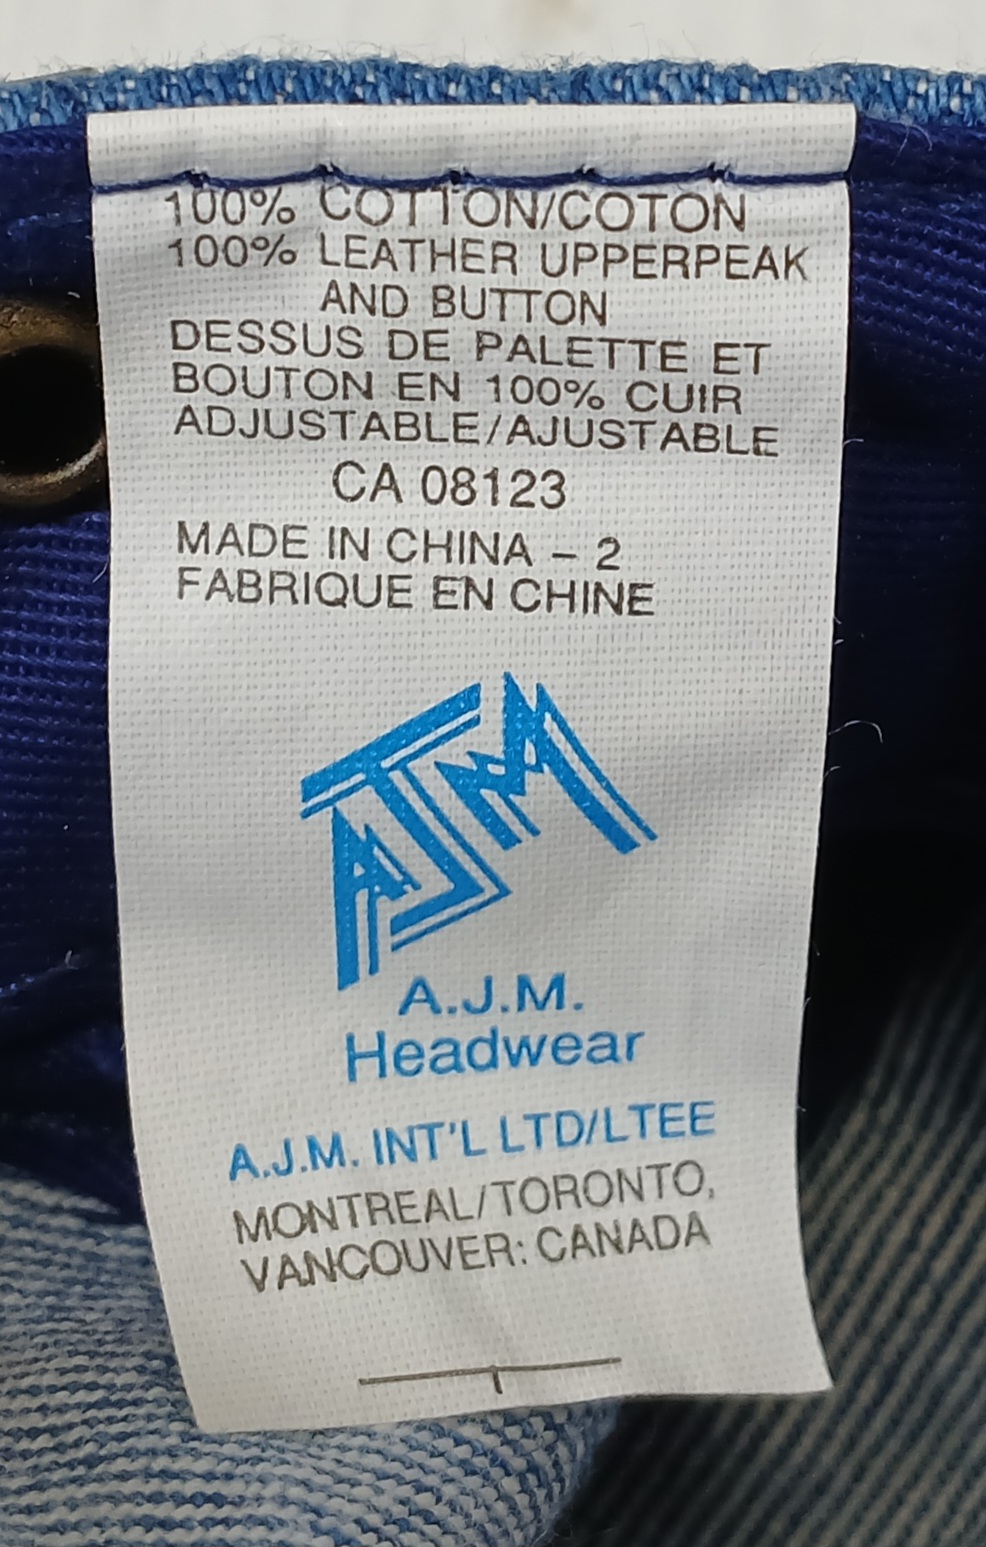 100% COTTON/COTON
100% LEATHER UPPERPEAK
AND BUTTON
DESSUS DE PALETTE ET
BOUTON EN 100% CUIR
ADJUSTABLE/AJUSTABLE
CA 08123
MADE IN CHINA – 2
FABRIQUE EN CHINE
AJM
A.J.M.
Headwear
A.J.M. INT'L LTD/LTEE
MONTREAL/TORONTO,
VANCOUVER: CANADA